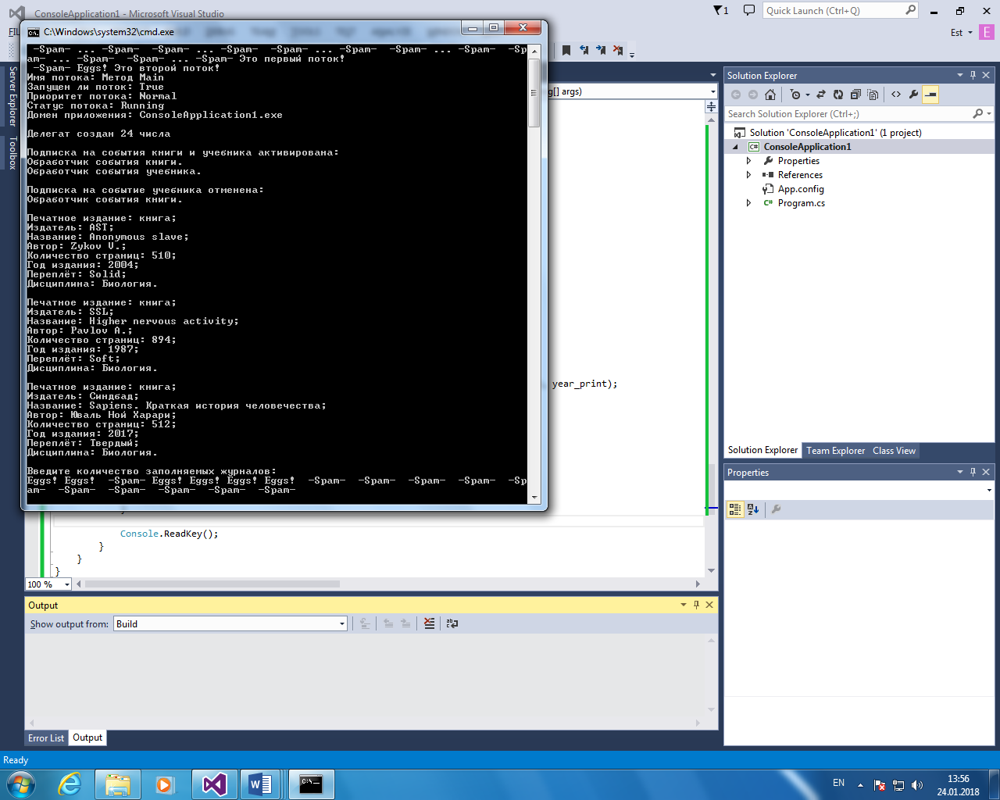 ConsoleApplication1 - Microsoft Visual Studio
1
Quick Launch (Ctrl+Q)
C:\Windows\system32\cmd.exe
Est
E
-Spam- ... -Spam-  -Spam- ... -Spam-  -Spam- ... -Spam-  -Spam- ... -Spam-  -Sp
am- ... -Spam-  -Spam- ... -Spam- Это первый поток!
-Spam- Eggs! Это второй поток!
Имя потока: Метод Main
Запущен ли поток: True
Приоритет потока: Normal
Статус потока: Running
Домен приложения: ConsoleApplication1.exe
Делегат создан 24 числа
Подписка на события книги и учебника активирована:
Обработчик события книги.
Обработчик события учебника.
Подписка на событие учебника отменена:
Обработчик события книги.
Печатное издание: книга;
Издатель: AST;
Название: Anonymous slave;
Автор: Zykov V.;
Количество страниц: 510;
Год издания: 2004;
Переплёт: Solid;
Дисциплина: Биология.
Печатное издание: книга;
Издатель: SSL;
Название: Higher nervous activity;
Автор: Pavlov A.;
Количество страниц: 894;
Год издания: 1987;
Переплёт: Soft;
Дисциплина: Биология.
Печатное издание: книга;
Издатель: Синдбад;
Название: Sapiens. Краткая история человечества;
Автор: Юваль Ной Харари;
Количество страниц: 512;
Год издания: 2017;
Переплёт: Твердый;
Дисциплина: Биология.
Введите количество заполняемых журналов:
Eggs! Eggs!  -Spam- Eggs! Eggs! Eggs! Eggs!  -Spam-  -Spam-  -Spam-  -Spam-  -Sp
am-  -Spam-  -Spam-  -Spam-  -Spam-
Server Explorer
Toolbox
g[] args)
year_print);
Console.ReadKey();
}
}
}
100 %
Solution Explorer
Search Solution Explorer (Ctrl+;)
Solution 'ConsoleApplication1' (1 project)
ConsoleApplication1
Properties
References
App.config
Program.cs
Solution Explorer
Team Explorer
Class View
Properties
Output
Show output from:
Build
Error List
Output
Ready
EN
13:56
24.01.2018